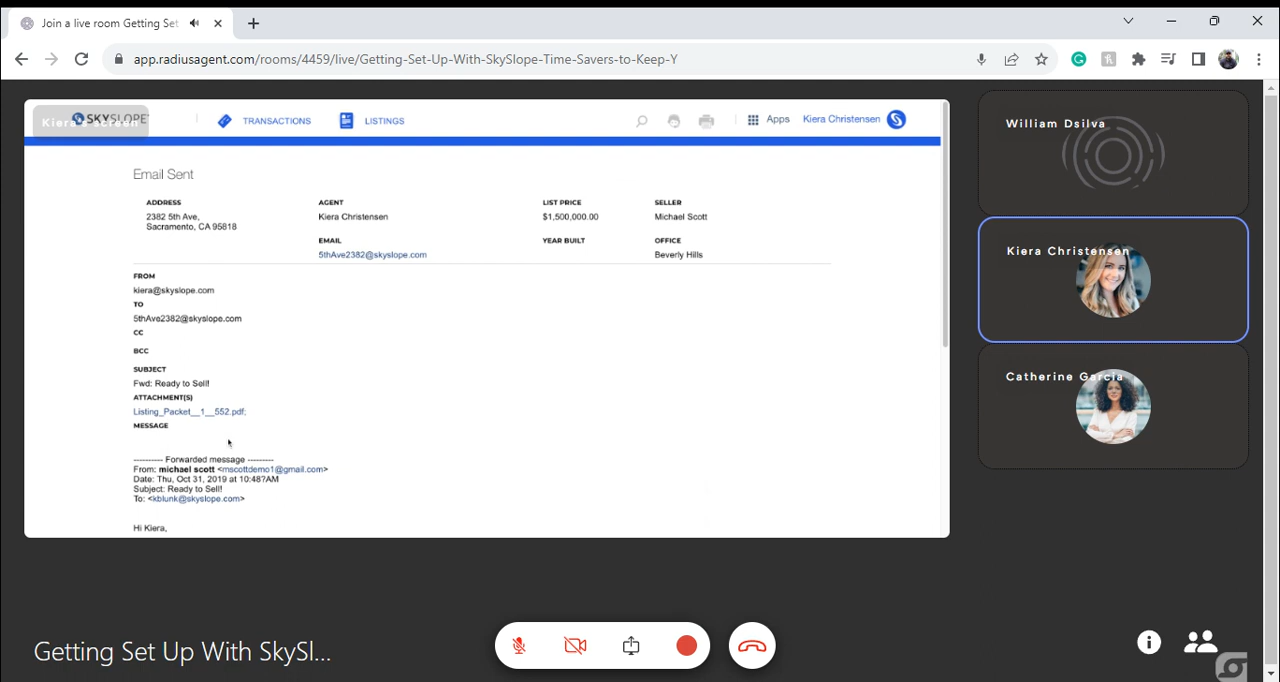 Join a live room Getting Set
app.radiusagent.com/rooms/4459/live/Getting-Set-Up-With-SkySlope-Time-Savers-to-Keep-Y
Kiera's screen
SKYSLOPE
TRANSACTIONS
LISTINGS
Apps
Kiera Christensen
Email Sent
ADDRESS
2382 5th Ave,
Sacramento, CA 95818
AGENT
Kiera Christensen
EMAIL
5thAve2382@skyslope.com
LIST PRICE
$1,500,000.00
YEAR BUILT
SELLER
Michael Scott
OFFICE
Beverly Hills
FROM
kiera@skyslope.com
TO
5thAve2382@skyslope.com
CC
BCC
SUBJECT
Fwd: Ready to Sell!
ATTACHMENT(S)
Listing_Packet__1__552.pdf;
MESSAGE
---------- Forwarded message ---------
From: michael scott <mscottdemo1@gmail.com>
Date: Thu, Oct 31, 2019 at 10:48?AM
Subject: Ready to Sell!
To: <kblunk@skyslope.com>
Hi Kiera,
William Dsilva
Kiera Christensen
Catherine Garcia
Getting Set Up With SkySl...